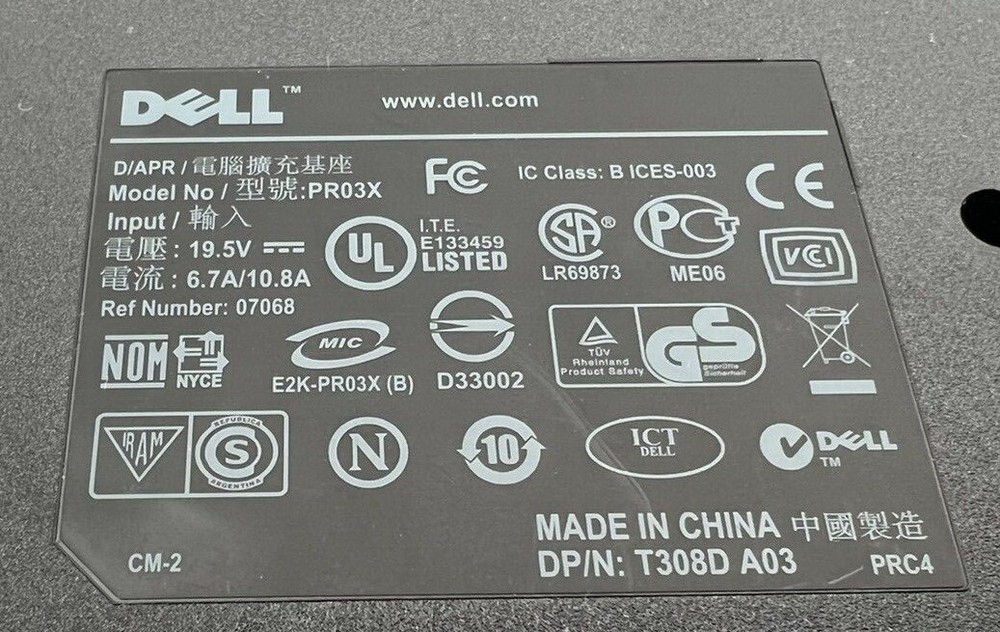 DELL™ www.dell.com
D/APR / 電腦擴充基座
Model No / 型號:PR03X
Input / 輸入
電壓 : 19.5V
電流 : 6.7A/10.8A
Ref Number: 07068
FC IC Class: B ICES-003 CE
UL I.T.E.
E133459
LISTED
SA®
LR69873
PCT
ME06
VCI
NOM NYCE
MIC
E2K-PR03X (B)
D33002
TÜV
Rheinland
Product Safety
GS
geprüfte
Sicherheit
IRAM
REPUBLICA
S
ARGENTINA
N
10
ICT
DELL
DELL
TM
MADE IN CHINA 中國製造
DP/N: T308D A03
CM-2
PRC4